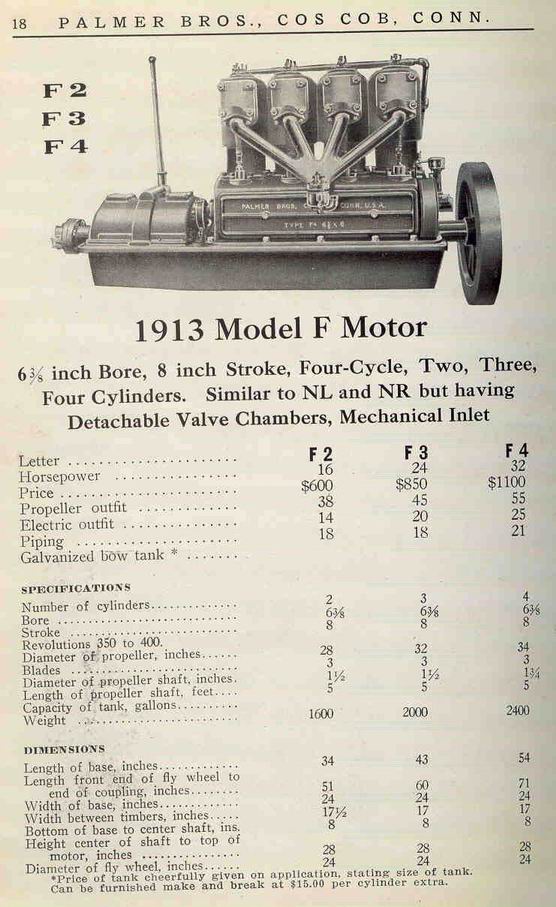 18 PALMER BROS., COS COB, CONN.
F 2
F 3
F 4
PALMER BROS. CONN. U.S.A.
TYPE F4
1913 Model F Motor
6⅜ inch Bore, 8 inch Stroke, Four-Cycle, Two, Three,
Four Cylinders. Similar to NL and NR but having
Detachable Valve Chambers, Mechanical Inlet
Letter .................... F 2 F 3 F 4
Horsepower .................... 16 24 32
Price .................... $600 $850 $1100
Propeller outfit .................... 38 45 55
Electric outfit .................... 14 20 25
Piping .................... 18 18 21
Galvanized bow tank * .......
SPECIFICATIONS
Number of cylinders.............. 2 3 4
Bore .................... 6⅜ 6⅜ 6⅜
Stroke .................... 8 8 8
Revolutions 350 to 400.
Diameter of propeller, inches...... 28 32 34
Blades .................... 3 3 3
Diameter of propeller shaft, inches. 1½ 1½ 1¾
Length of propeller shaft, feet.... 5 5 5
Capacity of tank, gallons..........
Weight .................... 1600 2000 2400
DIMENSIONS
Length of base, inches............. 34 43 54
Length front end of fly wheel to
end of coupling, inches........ 51 60 71
Width of base, inches............. 24 24 24
Width between timbers, inches..... 17½ 17 17
Bottom of base to center shaft, ins. 8 8 8
Height center of shaft to top of
motor, inches ............... 28 28 28
Diameter of fly wheel, inches...... 24 24 24
*Price of tank cheerfully given on application, stating size of tank.
Can be furnished make and break at $15.00 per cylinder extra.